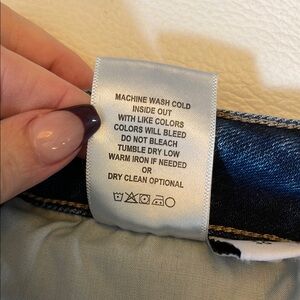 MACHINE WASH COLD
INSIDE OUT
WITH LIKE COLORS
COLORS WILL BLEED
DO NOT BLEACH
TUMBLE DRY LOW
WARM IRON IF NEEDED
OR
DRY CLEAN OPTIONAL